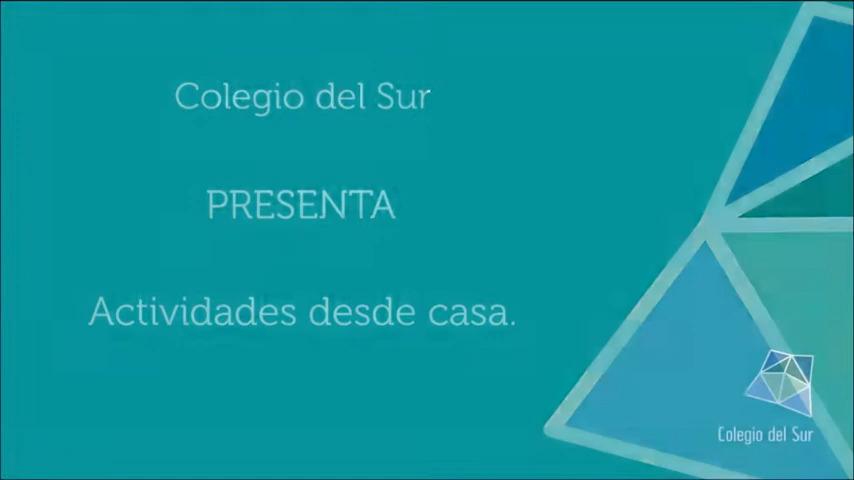 Colegio del Sur
PRESENTA
Actividades desde casa.
Colegio del Sur